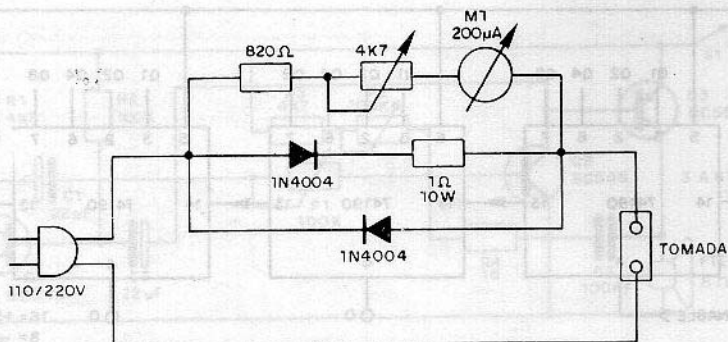 M1
820Ω 4K7 200µA
1N4004 1Ω
10W
1N4004
TOMADA
110/220V